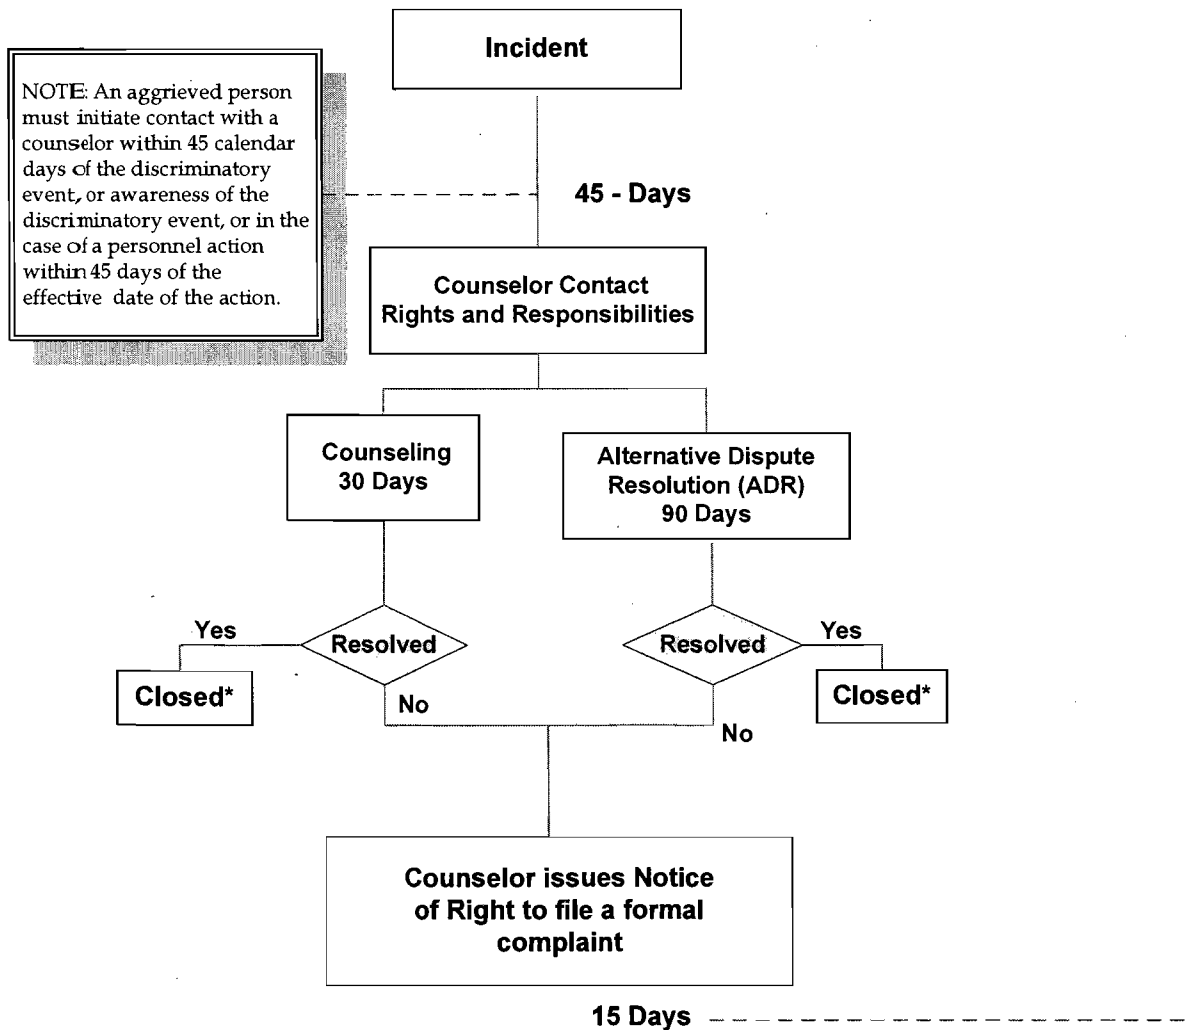 Incident
NOTE: An aggrieved person
must initiate contact with a
counselor within 45 calendar
days of the discriminatory
event, or awareness of the
discriminatory event, or in the
case of a personnel action
within 45 days of the
effective date of the action.
45 - Days
Counselor Contact
Rights and Responsibilities
Counseling
30 Days
Alternative Dispute
Resolution (ADR)
90 Days
Yes
Resolved
Resolved
Yes
Closed*
Closed*
No
No
Counselor issues Notice
of Right to file a formal
complaint
15 Days